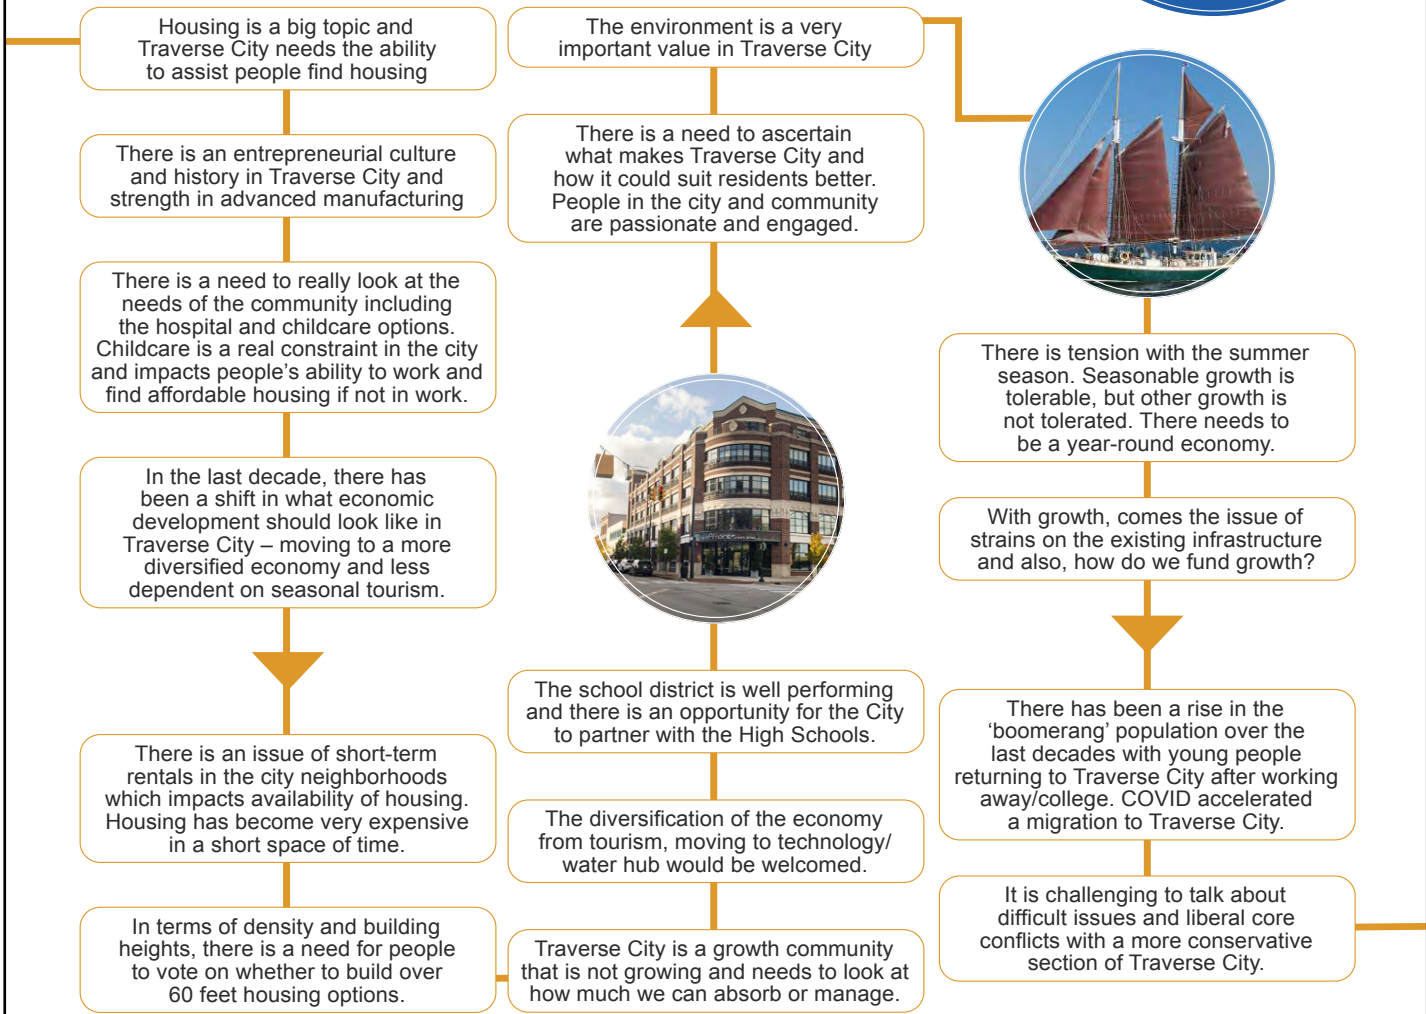 Housing is a big topic and
Traverse City needs the ability
to assist people find housing
There is an entrepreneurial culture
and history in Traverse City and
strength in advanced manufacturing
There is a need to really look at the
needs of the community including
the hospital and childcare options.
Childcare is a real constraint in the city
and impacts people's ability to work and
find affordable housing if not in work.
In the last decade, there has
been a shift in what economic
development should look like in
Traverse City – moving to a more
diversified economy and less
dependent on seasonal tourism.
There is an issue of short-term
rentals in the city neighborhoods
which impacts availability of housing.
Housing has become very expensive
in a short space of time.
In terms of density and building
heights, there is a need for people
to vote on whether to build over
60 feet housing options.
Traverse City is a growth community
that is not growing and needs to look at
how much we can absorb or manage.
The diversification of the economy
from tourism, moving to technology/
water hub would be welcomed.
The school district is well performing
and there is an opportunity for the City
to partner with the High Schools.
There is a need to ascertain
what makes Traverse City and
how it could suit residents better.
People in the city and community
are passionate and engaged.
The environment is a very
important value in Traverse City
There is tension with the summer
season. Seasonable growth is
tolerable, but other growth is
not tolerated. There needs to
be a year-round economy.
With growth, comes the issue of
strains on the existing infrastructure
and also, how do we fund growth?
There has been a rise in the
‘boomerang’ population over the
last decades with young people
returning to Traverse City after working
away/college. COVID accelerated
a migration to Traverse City.
It is challenging to talk about
difficult issues and liberal core
conflicts with a more conservative
section of Traverse City.